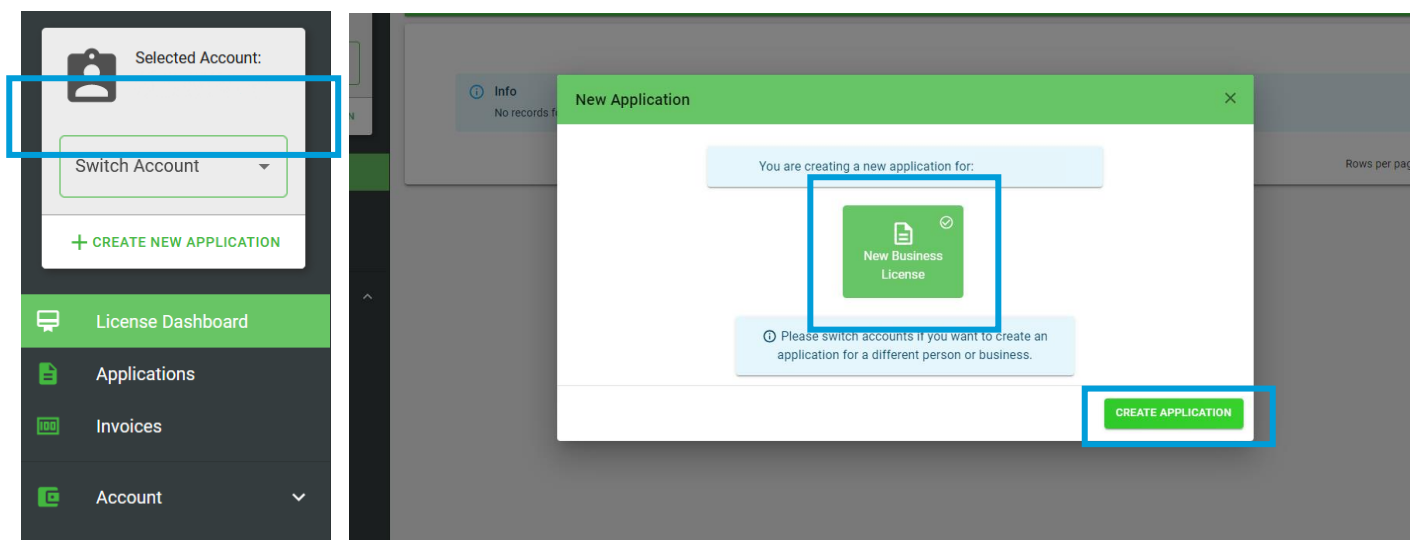 Selected Account:
Switch Account
+ CREATE NEW APPLICATION
License Dashboard
Applications
Invoices
Account
Info
No records
New Application
You are creating a new application for:
New Business
License
Please switch accounts if you want to create an
application for a different person or business.
CREATE APPLICATION
Rows per